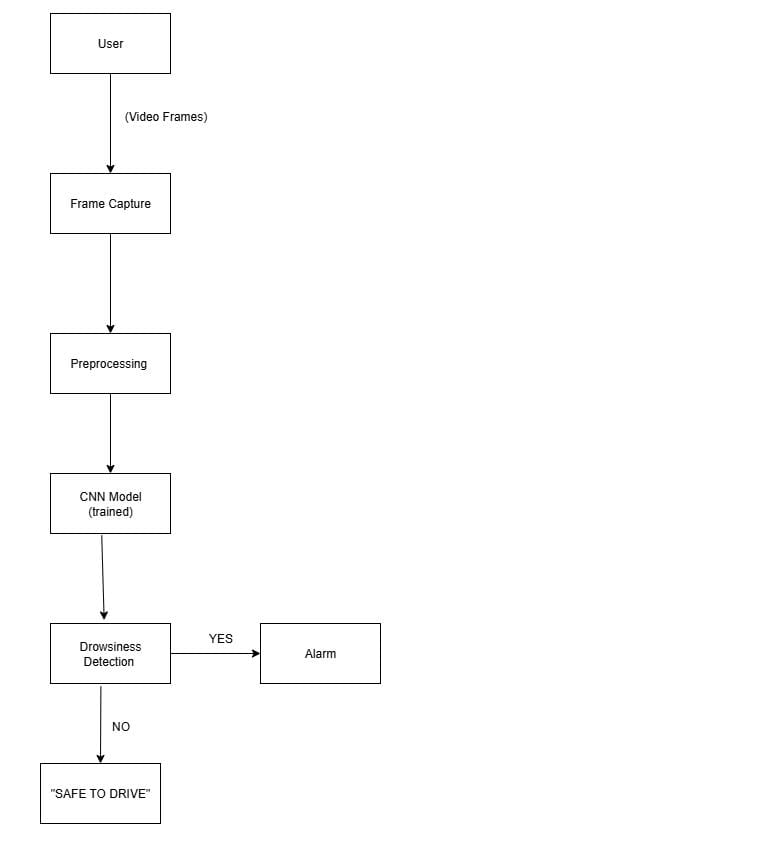 User
(Video Frames)
Frame Capture
Preprocessing
CNN Model
(trained)
Drowsiness
Detection
YES
Alarm
NO
"SAFE TO DRIVE"